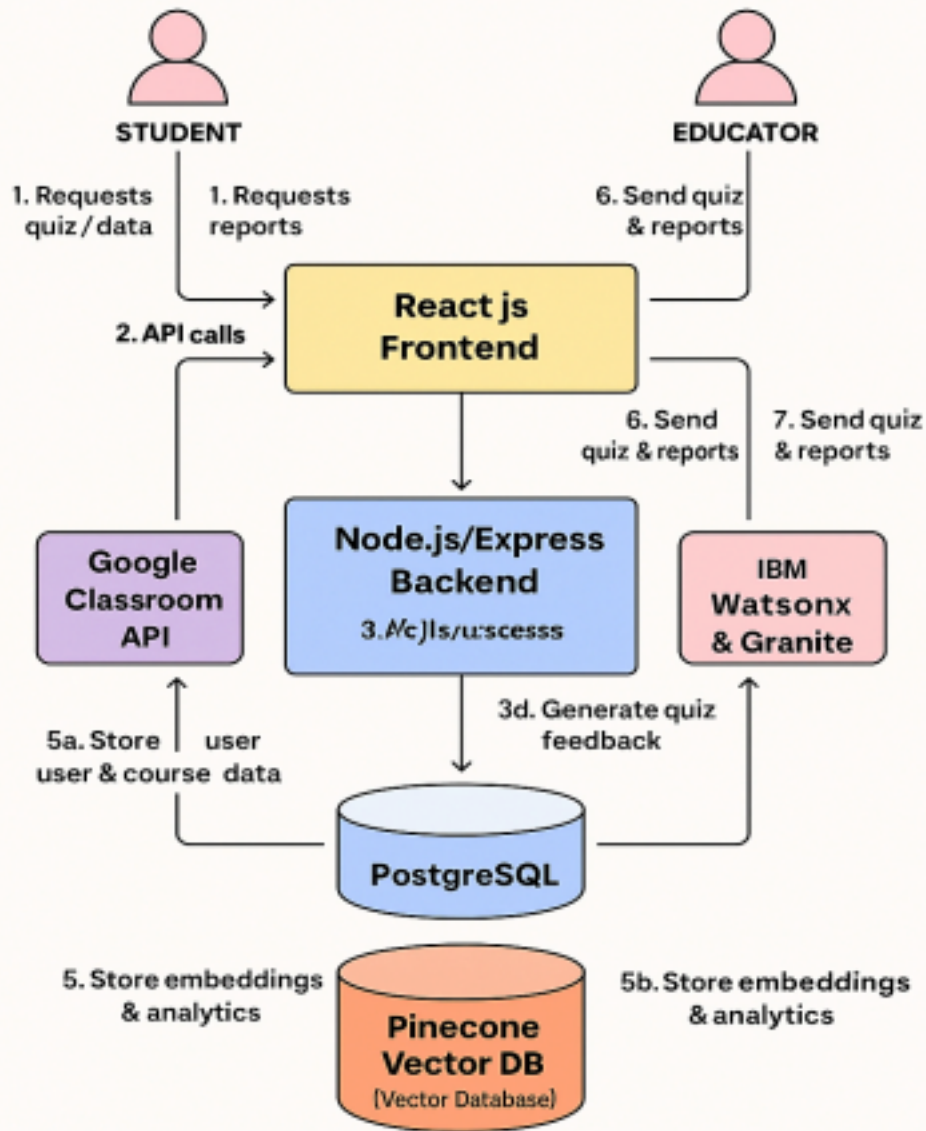 STUDENT
EDUCATOR
1. Requests
quiz / data
1. Requests
reports
6. Send quiz
& reports
React js
Frontend
2. API calls
6. Send
quiz & reports
7. Send quiz
& reports
Google
Classroom
API
Node.js/Express
Backend
3.
IBM
Watsonx
& Granite
5a. Store user
user & course data
3d. Generate quiz
feedback
PostgreSQL
5. Store embeddings
& analytics
5b. Store embeddings
& analytics
Pinecone
Vector DB
(Vector Database)